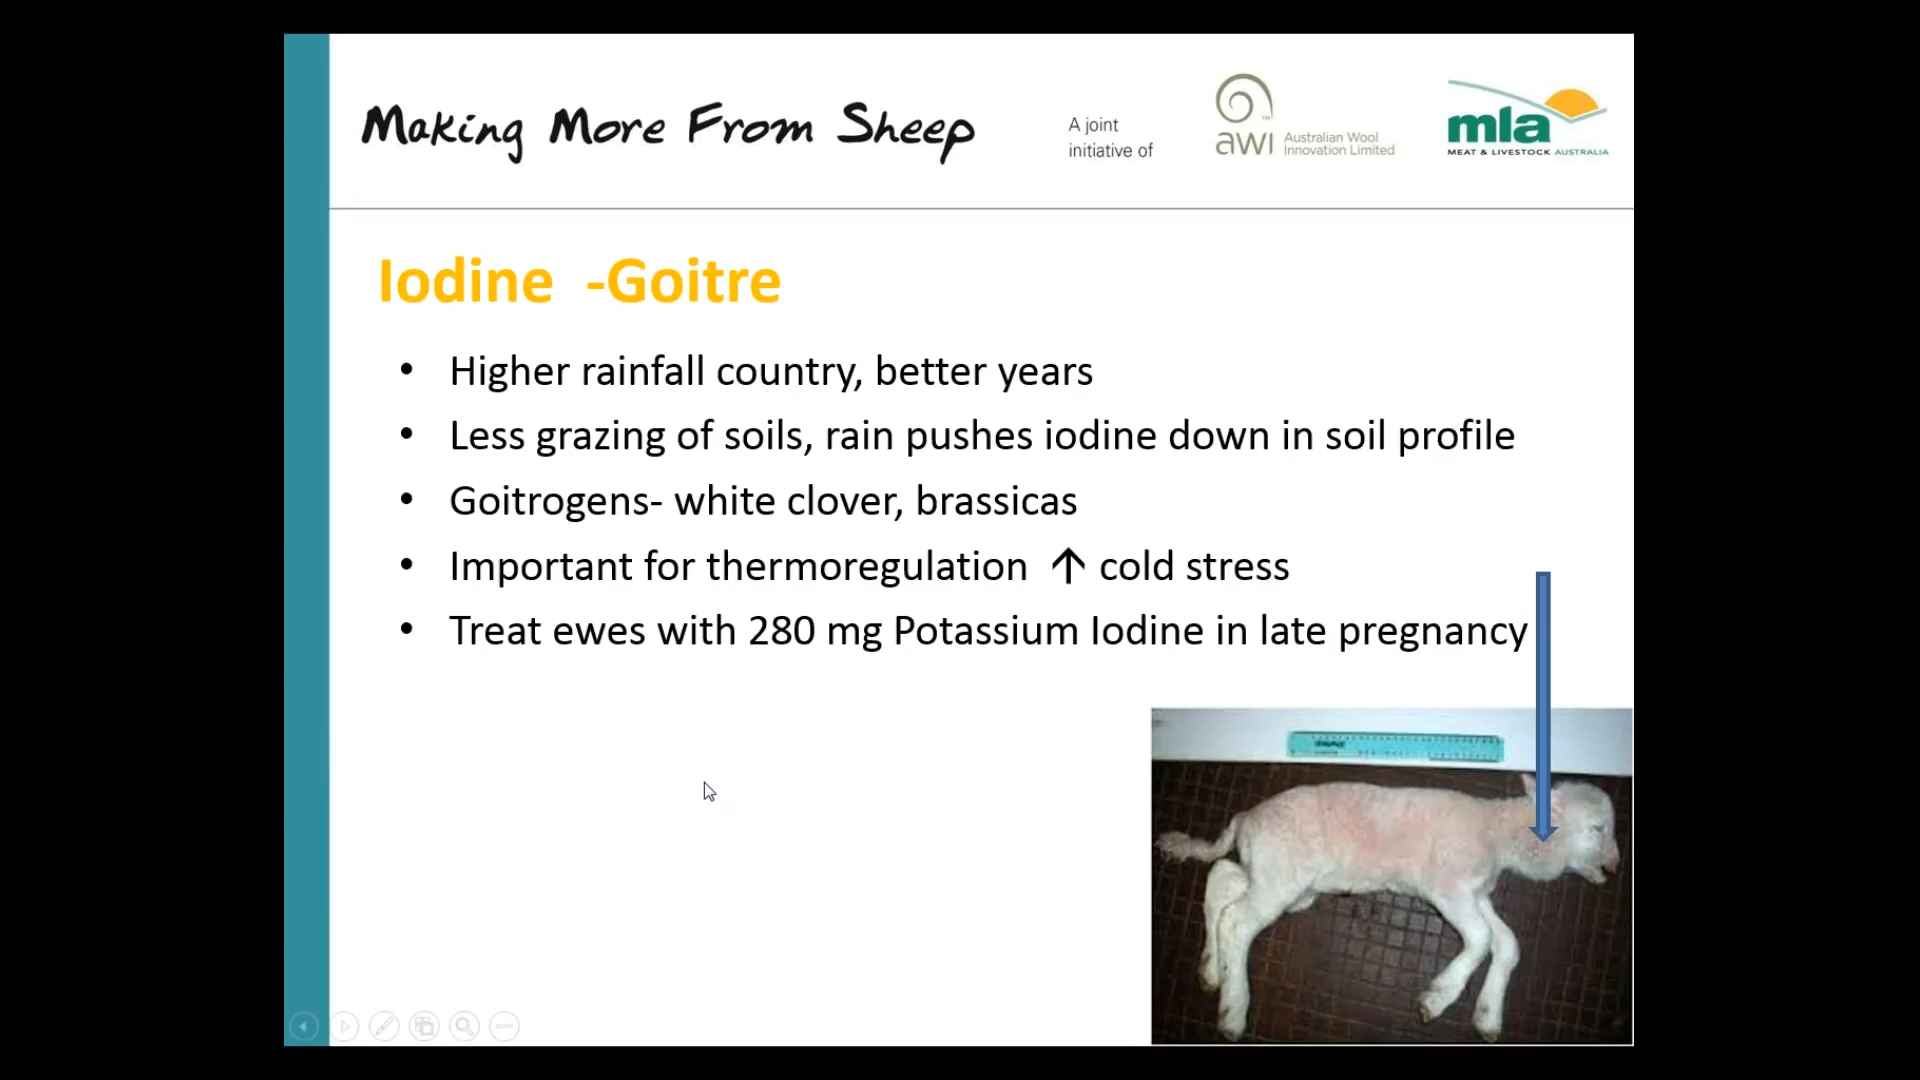 Making More From Sheep
A joint
initiative of
AWI
Australian Wool
Innovation Limited
TM
mla
MEAT & LIVESTOCK AUSTRALIA
Iodine -Goitre
• Higher rainfall country, better years
• Less grazing of soils, rain pushes iodine down in soil profile
• Goitrogens- white clover, brassicas
• Important for thermoregulation ↑ cold stress
• Treat ewes with 280 mg Potassium Iodine in late pregnancy